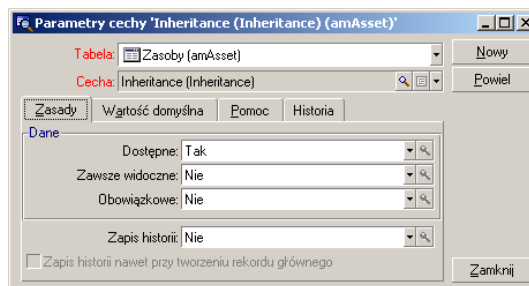 Parametry cechy 'Inheritance (Inheritance) (amAsset)'
Tabela: Zasoby (amAsset)
Nowy
Cecha: Inheritance (Inheritance)
Powiel
Zasady Wartość domyślna Pomoc Historia
Dane
Dostępne: Tak
Zawsze widoczne: Nie
Obowiązkowe: Nie
Zapis historii: Nie
Zapis historii nawet przy tworzeniu rekordu głównego
Zamknij